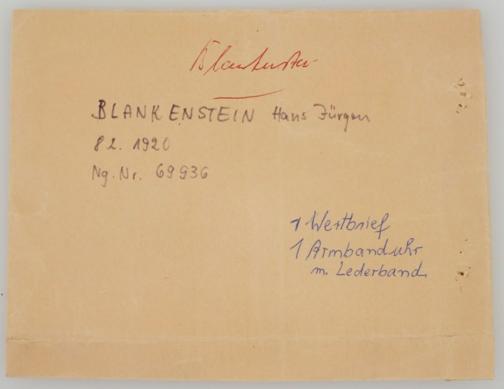 Blankenstein
BLANKENSTEIN Hans Jürgen
8 2. 1920
Ng. Nr. 69936
1 Wertbrief
1 Armbanduhr
m. Lederband